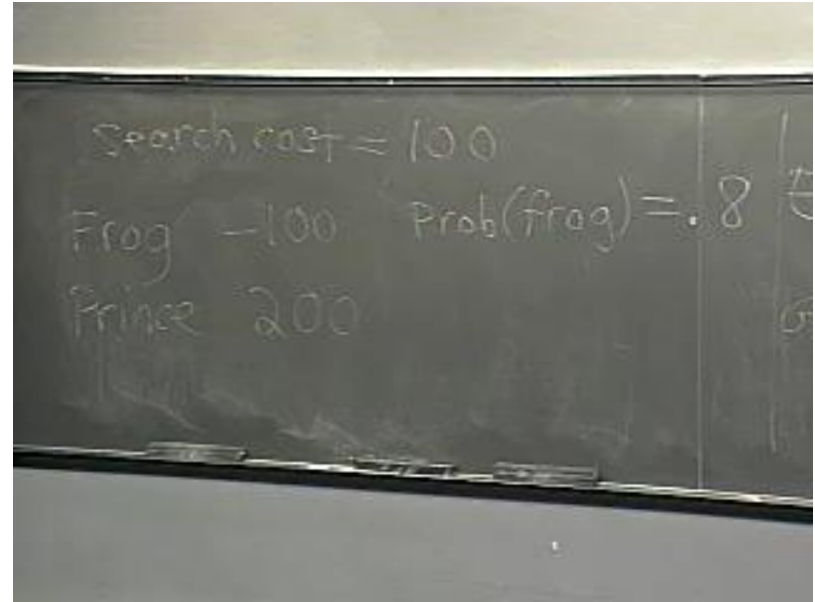 Search cost = 100
Frog -100 Prob(frog) = .8
Prince 200